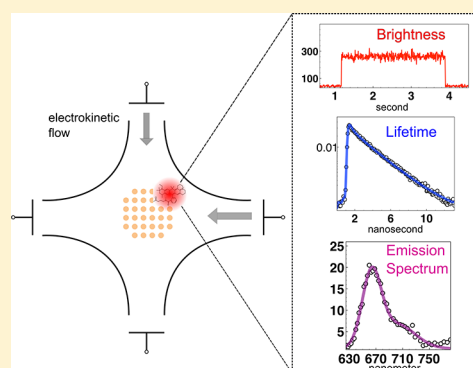 electrokinetic
flow
Brightness
300
100
1 2 3 4
second
Lifetime
0.01
2 6 10
nanosecond
Emission
Spectrum
25
20
15
10
5
630 670 710 750
nanometer